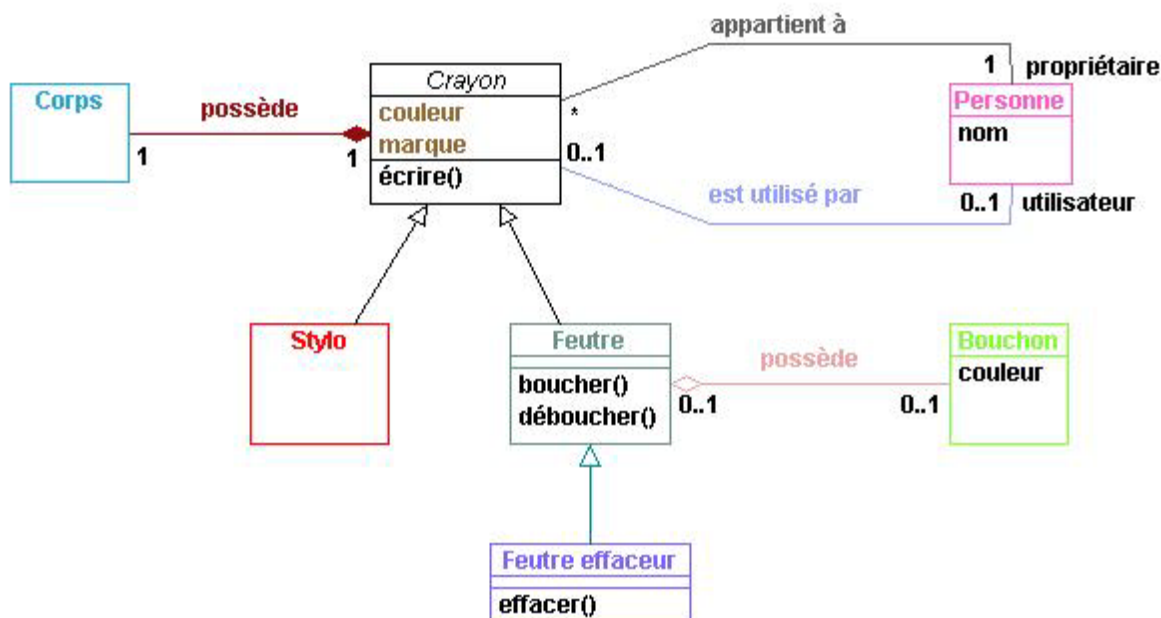 appartient à
1 propriétaire
Crayon
Corps
possède
couleur
*
Personne
marque
nom
1
1
0..1
écrire()
est utilisé par
0..1 utilisateur
Stylo
Feutre
Bouchon
possède
couleur
boucher()
0..1
0..1
déboucher()
Feutre effaceur
effacer()